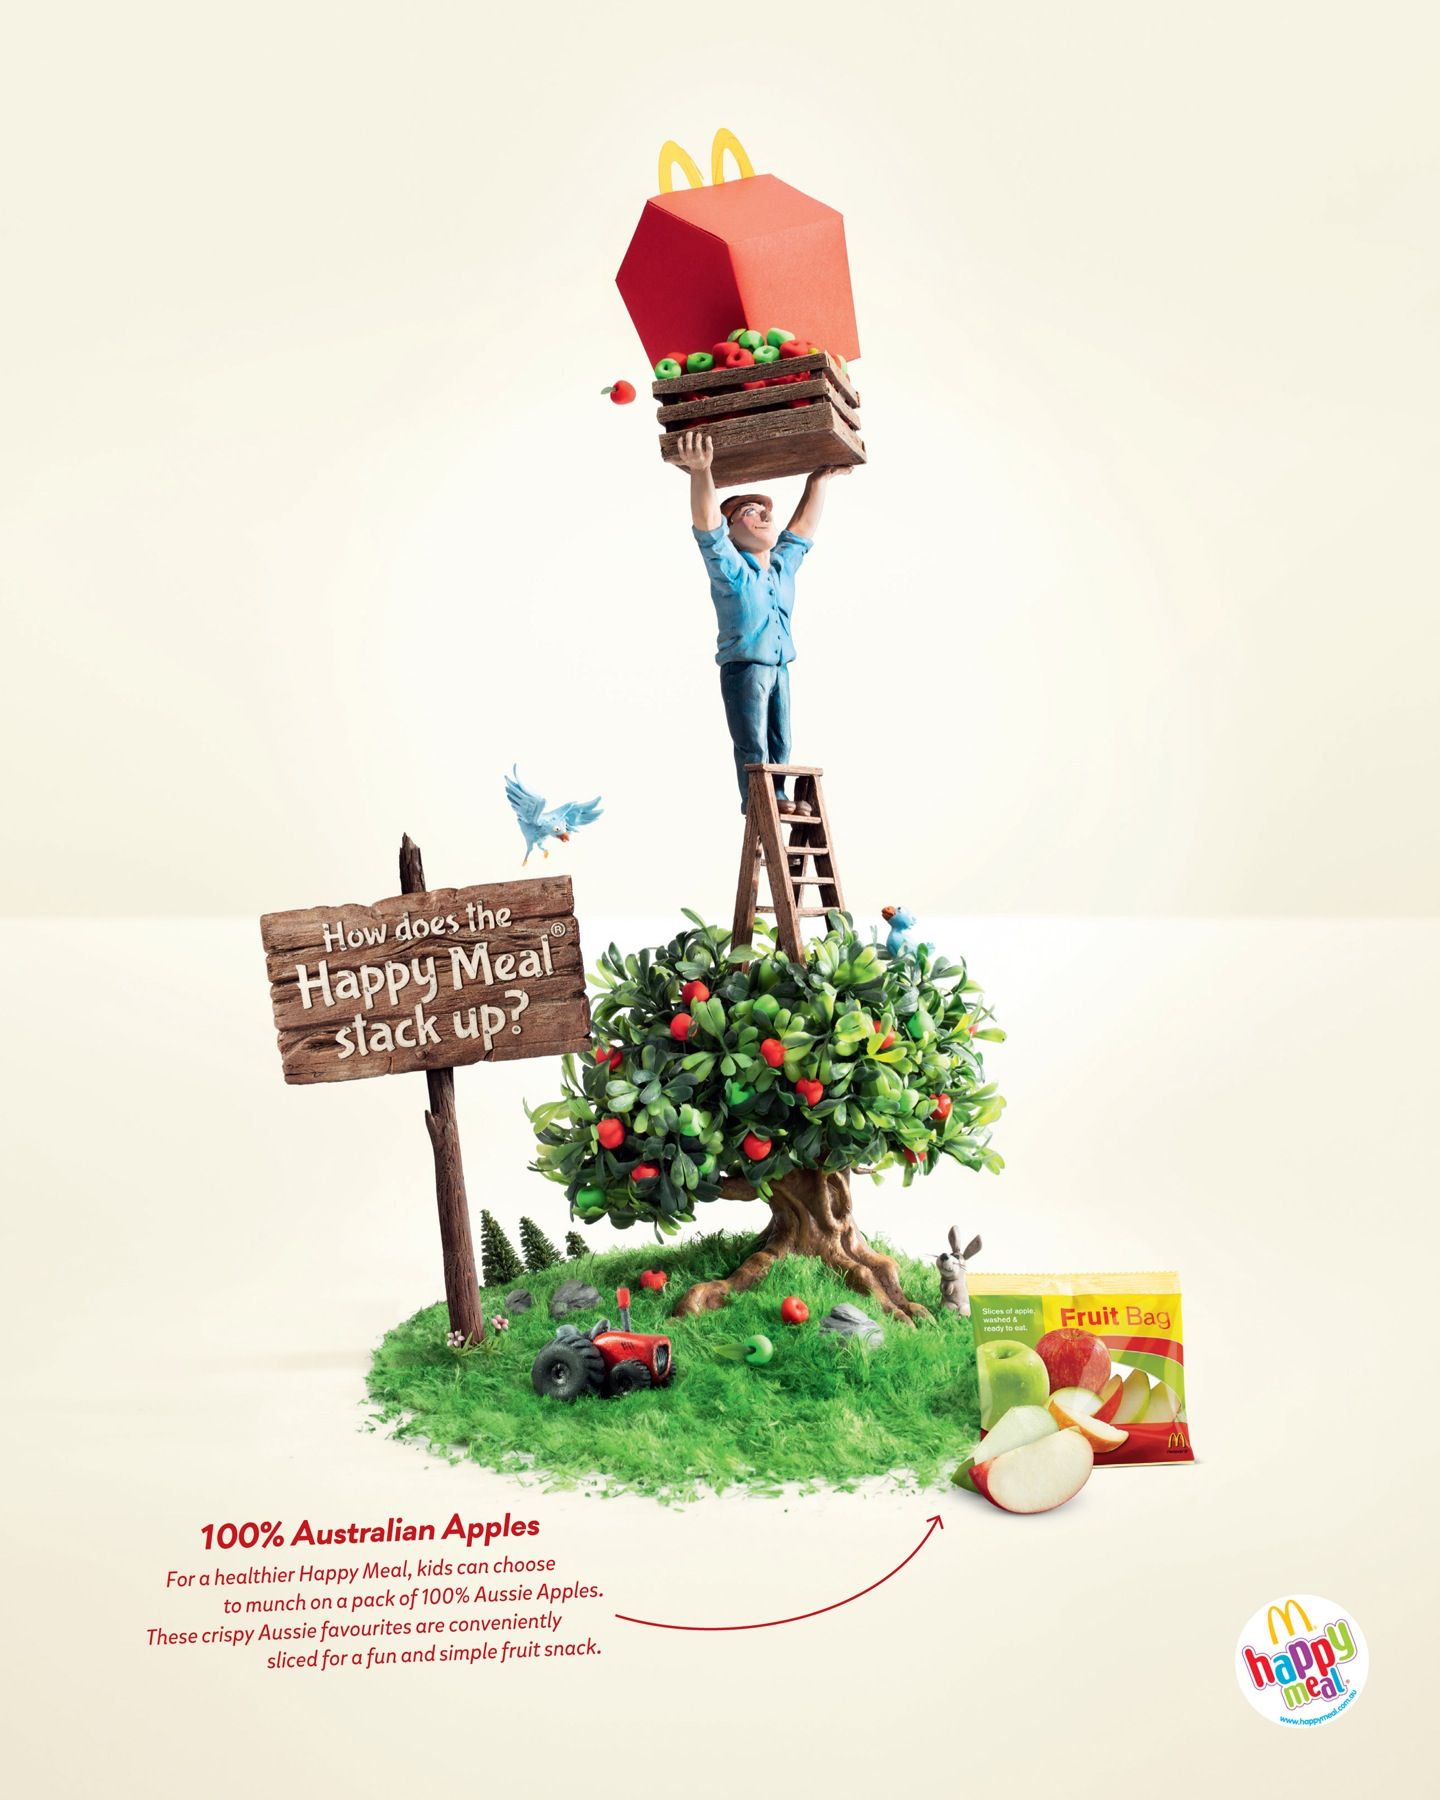 How does the
Happy Meal®
stack up?
Slices of apple,
washed &
ready to eat.
Fruit Bag
100% Australian Apples
For a healthier Happy Meal, kids can choose
to munch on a pack of 100% Aussie Apples.
These crispy Aussie favourites are conveniently
sliced for a fun and simple fruit snack.
happy
meal®
www.happymeal.com.au